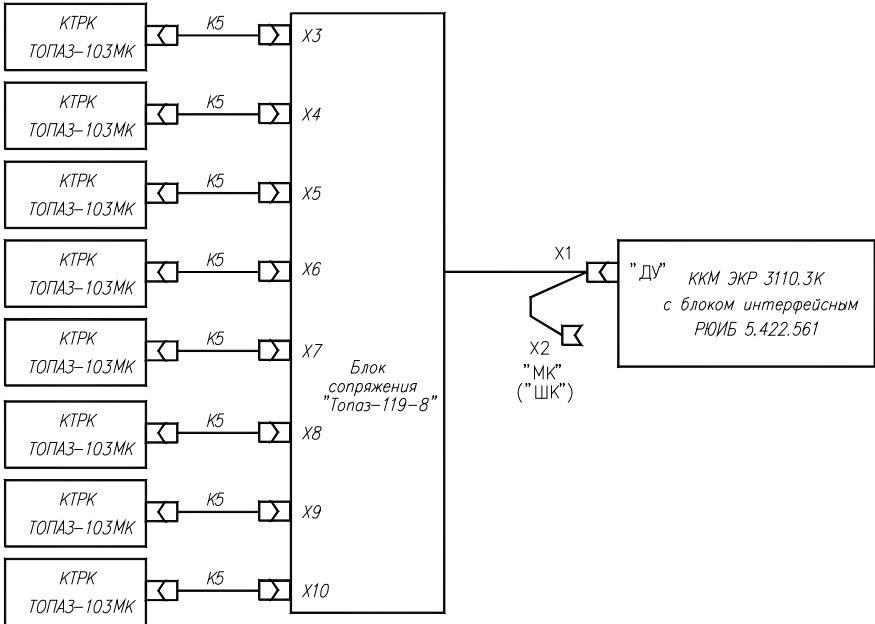 КТРК
ТОПАЗ-103МК
К5
X3
КТРК
ТОПАЗ-103МК
К5
X4
КТРК
ТОПАЗ-103МК
К5
X5
КТРК
ТОПАЗ-103МК
К5
X6
КТРК
ТОПАЗ-103МК
К5
X7
КТРК
ТОПАЗ-103МК
К5
X8
КТРК
ТОПАЗ-103МК
К5
X9
КТРК
ТОПАЗ-103МК
К5
X10
Блок
сопряжения
"Топаз-119-8"
X1
X2
"МК"
("ШК")
"ДУ"
ККМ ЭКР 3110.3К
с блоком интерфейсным
РЮИБ 5.422.561